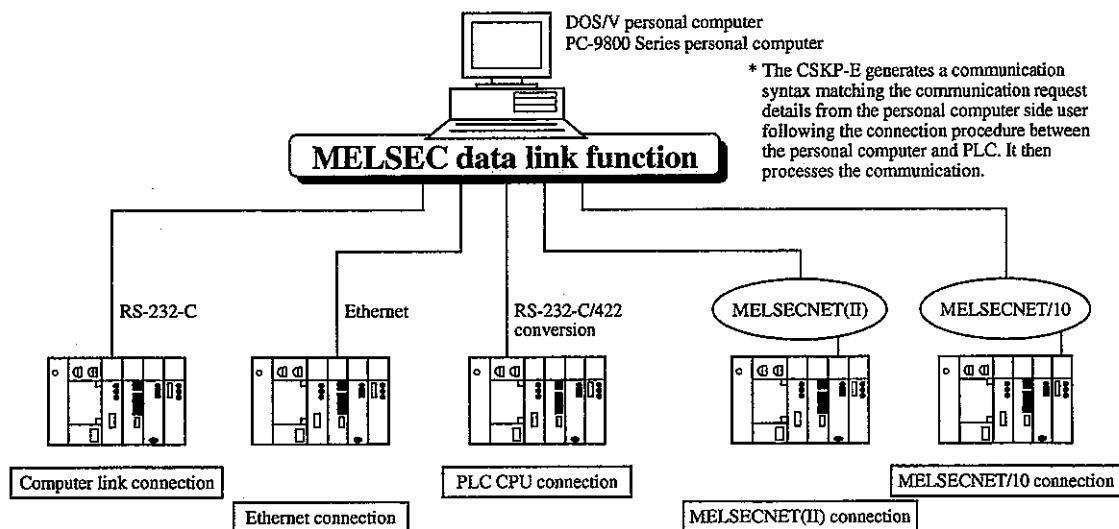 DOS/V personal computer
PC-9800 Series personal computer
* The CSKP-E generates a communication
syntax matching the communication request
details from the personal computer side user
following the connection procedure between
the personal computer and PLC. It then
processes the communication.
MELSEC data link function
RS-232-C
Ethernet
RS-232-C/422
conversion
MELSECNET(II)
MELSECNET/10
Computer link connection
Ethernet connection
PLC CPU connection
MELSECNET(II) connection
MELSECNET/10 connection